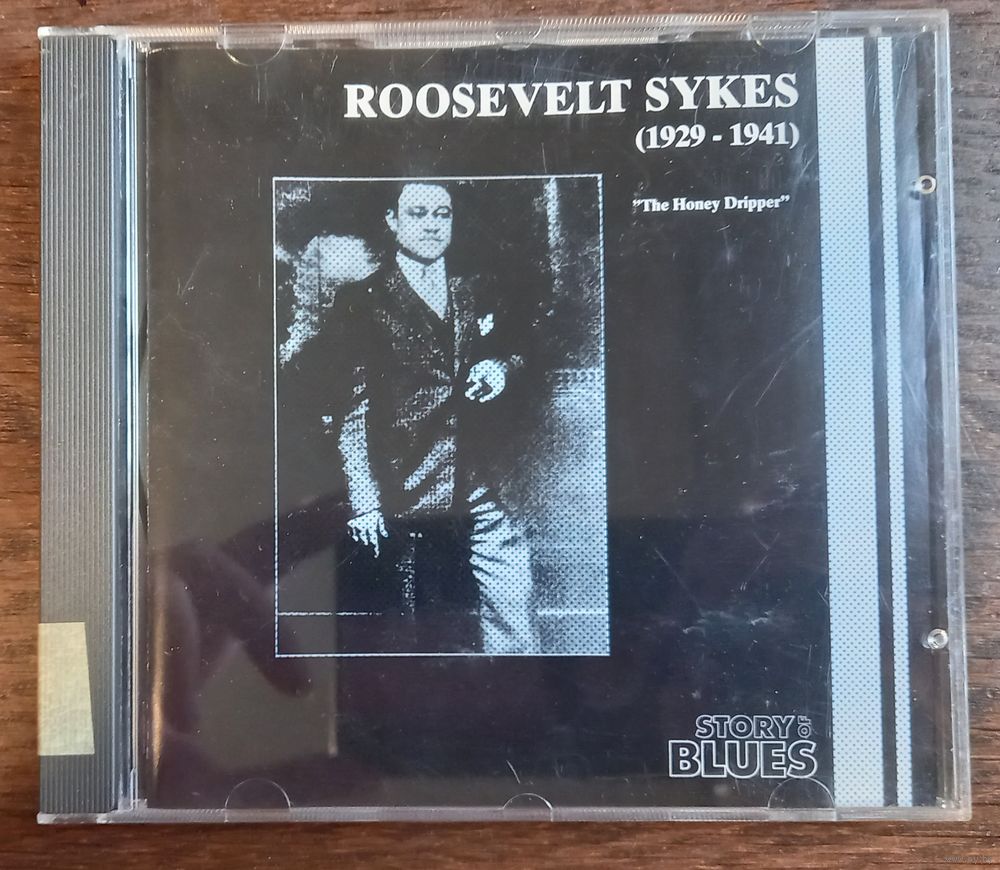 ROOSEVELT SYKES
(1929 - 1941)
"The Honey Dripper"
STORY OF
BLUES